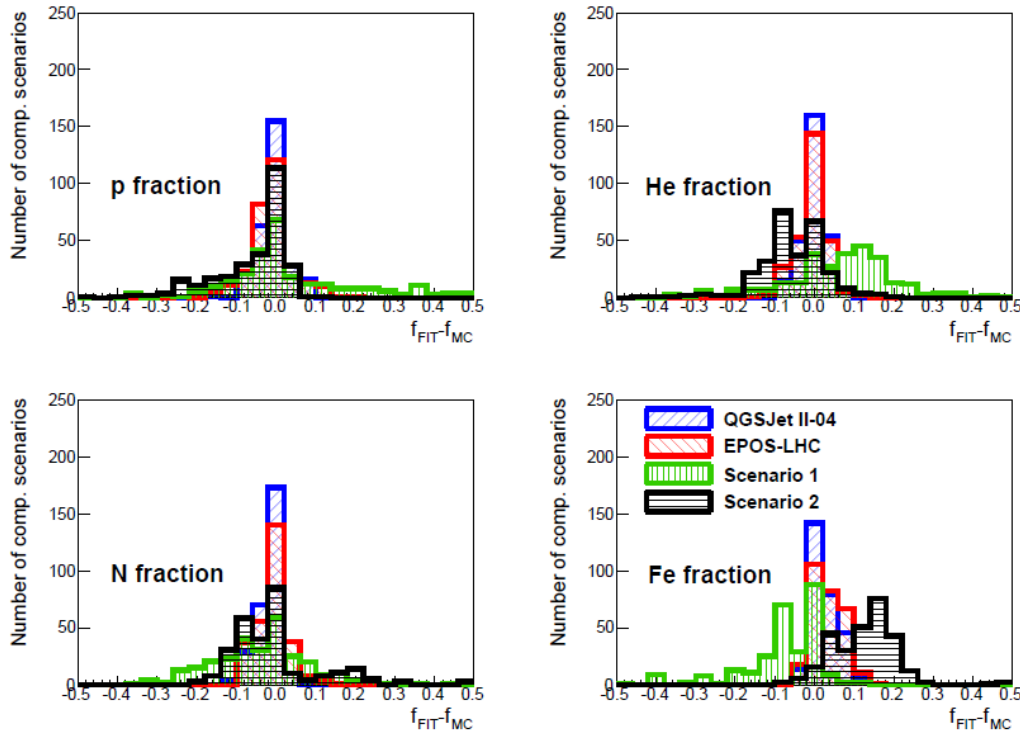 Number of comp. scenarios
250
200
150
100
50
0
p fraction
-0.5 -0.4 -0.3 -0.2 -0.1 0.0 0.1 0.2 0.3 0.4 0.5
fFIT-fMC
Number of comp. scenarios
250
200
150
100
50
0
He fraction
-0.5 -0.4 -0.3 -0.2 -0.1 0.0 0.1 0.2 0.3 0.4 0.5
fFIT-fMC
Number of comp. scenarios
250
200
150
100
50
0
N fraction
-0.5 -0.4 -0.3 -0.2 -0.1 0.0 0.1 0.2 0.3 0.4 0.5
fFIT-fMC
Number of comp. scenarios
250
200
150
100
50
0
QGSJet II-04
EPOS-LHC
Scenario 1
Scenario 2
Fe fraction
-0.5 -0.4 -0.3 -0.2 -0.1 0.0 0.1 0.2 0.3 0.4 0.5
fFIT-fMC